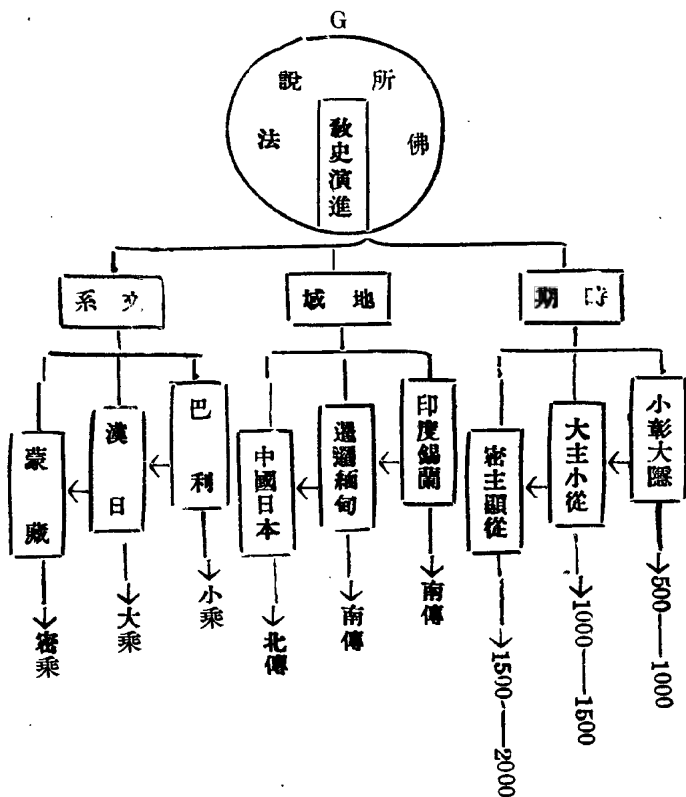 G
佛所說法
敎史演進
時期
地域
文系
小彰大隱
大主小從
密主顯從
印度錫蘭
暹邏緬甸
中國日本
巴利
漢日
蒙藏
500—1000
1000—1500
1500—2000
南傳
南傳
北傳
小乘
大乘
密乘